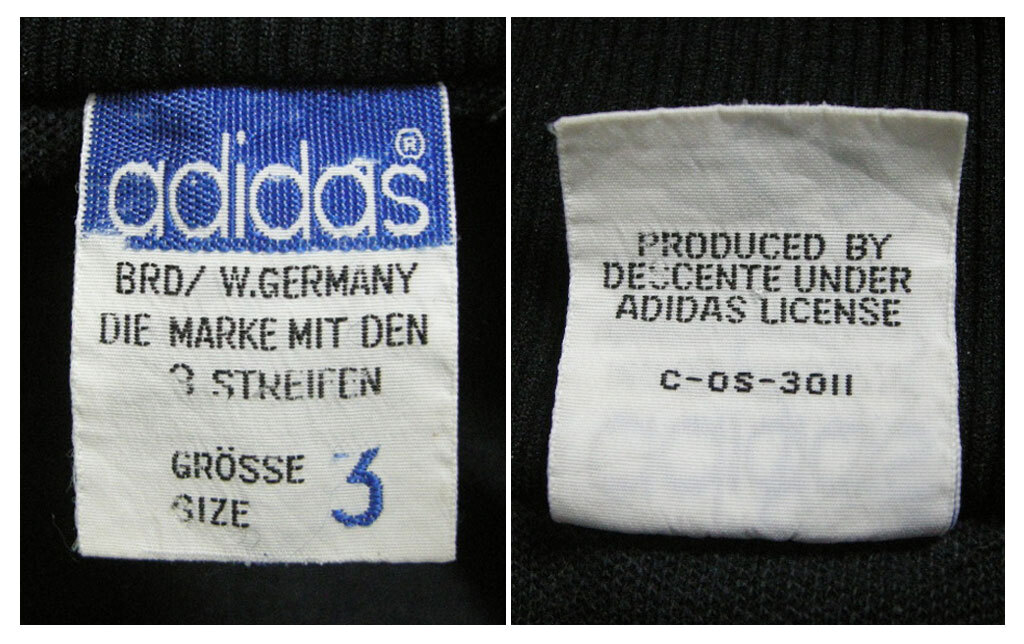 adidas®
BRD/ W.GERMANY
DIE MARKE MIT DEN
3 STREIFEN
GRÖSSE
SIZE 3
PRODUCED BY
DESCENTE UNDER
ADIDAS LICENSE
C-OS-3011